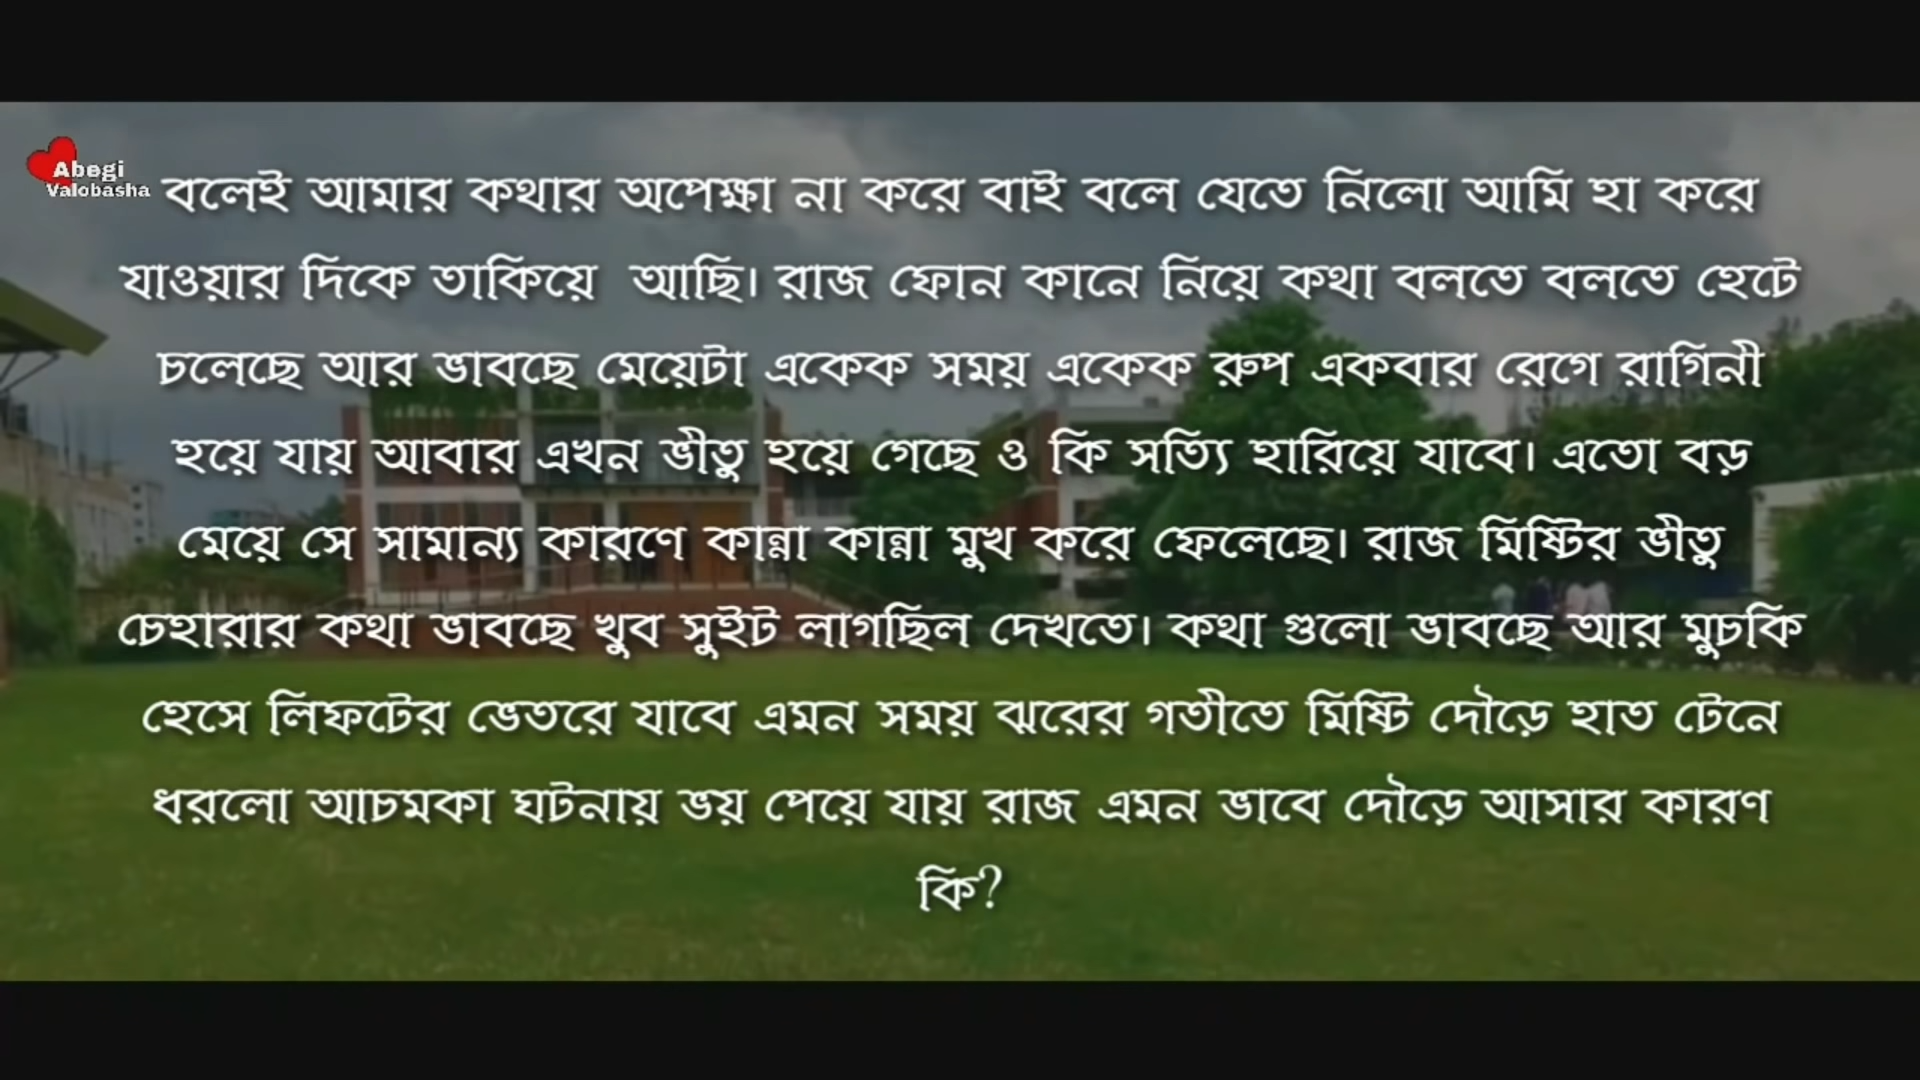 Abegi
Valobasha
বলেই আমার কথার অপেক্ষা না করে বাই বলে যেতে নিলো আমি হা করে
যাওয়ার দিকে তাকিয়ে আছি। রাজ ফোন কানে নিয়ে কথা বলতে বলতে হেটে
চলেছে আর ভাবছে মেয়েটা একেক সময় একেক রুপ একবার রেগে রাগিনী
হয়ে যায় আবার এখন ভীতু হয়ে গেছে ও কি সত্যি হারিয়ে যাবে। এতো বড়
মেয়ে সে সামান্য কারণে কান্না কান্না মুখ করে ফেলেছে। রাজ মিষ্টির ভীতু
চেহারার কথা ভাবছে খুব সুইট লাগছিল দেখতে। কথা গুলো ভাবছে আর মুচকি
হেসে লিফটের ভেতরে যাবে এমন সময় ঝরের গতীতে মিষ্টি দৌড়ে হাত টেনে
ধরলো আচমকা ঘটনায় ভয় পেয়ে যায় রাজ এমন ভাবে দৌড়ে আসার কারণ
কি?